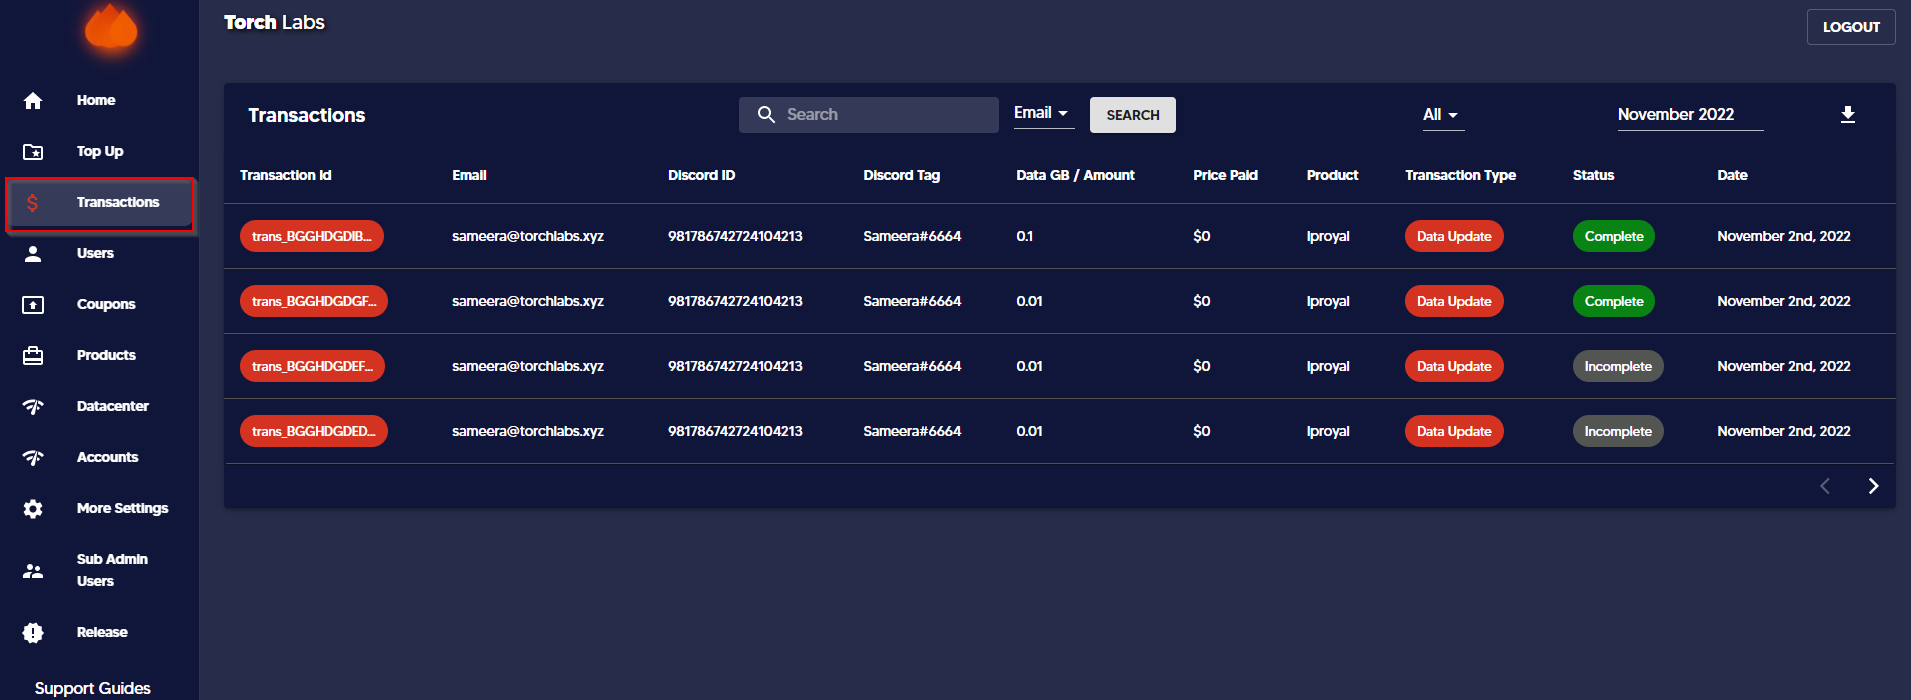 Torch Labs
LOGOUT
Home
Top Up
Transactions
Users
Coupons
Products
Datacenter
Accounts
More Settings
Sub Admin
Users
Release
Support Guides
Transactions Search Email SEARCH All November 2022
Transaction Id Email Discord ID Discord Tag Data GB / Amount Price Paid Product Transaction Type Status Date
trans_BGGHDGDIB... sameera@torchlabs.xyz 981786742724104213 Sameera#6664 0.1 $0 Iproyal Data Update Complete November 2nd, 2022
trans_BGGHDGDGF... sameera@torchlabs.xyz 981786742724104213 Sameera#6664 0.01 $0 Iproyal Data Update Complete November 2nd, 2022
trans_BGGHDGDEF... sameera@torchlabs.xyz 981786742724104213 Sameera#6664 0.01 $0 Iproyal Data Update Incomplete November 2nd, 2022
trans_BGGHDGDED... sameera@torchlabs.xyz 981786742724104213 Sameera#6664 0.01 $0 Iproyal Data Update Incomplete November 2nd, 2022